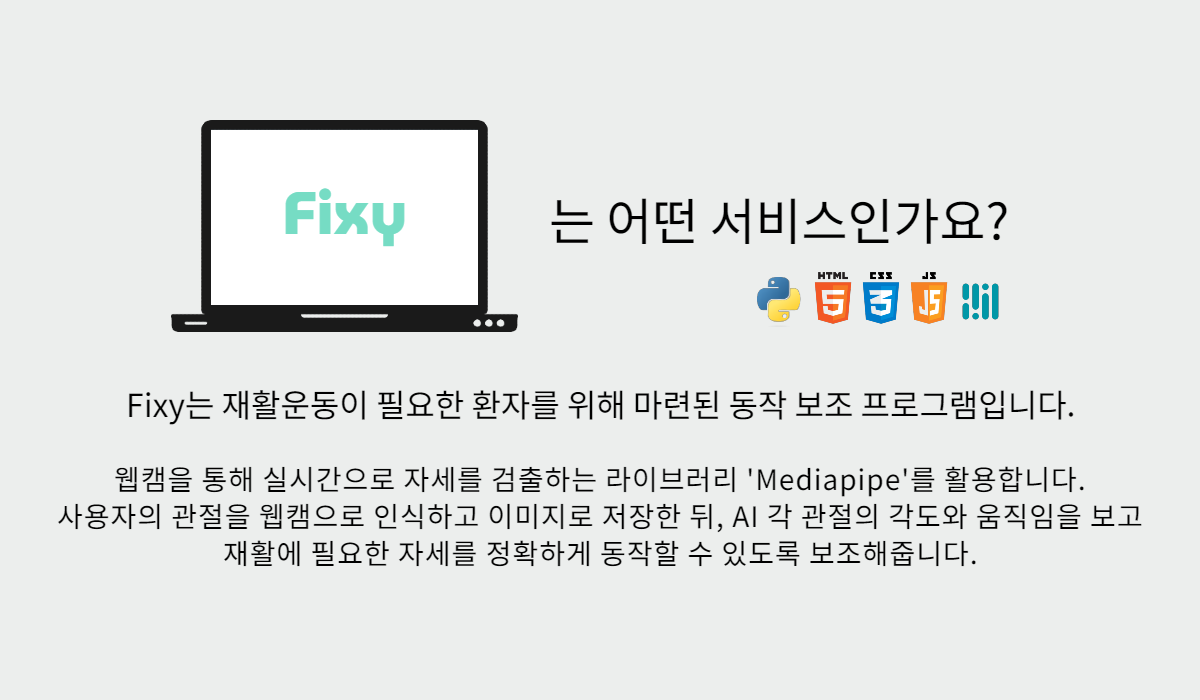 Fixy
는 어떤 서비스인가요?
HTML CSS JS
5 3 JS
Fixy는 재활운동이 필요한 환자를 위해 마련된 동작 보조 프로그램입니다.
웹캠을 통해 실시간으로 자세를 검출하는 라이브러리 'Mediapipe'를 활용합니다.
사용자의 관절을 웹캠으로 인식하고 이미지로 저장한 뒤, AI 각 관절의 각도와 움직임을 보고
재활에 필요한 자세를 정확하게 동작할 수 있도록 보조해줍니다.